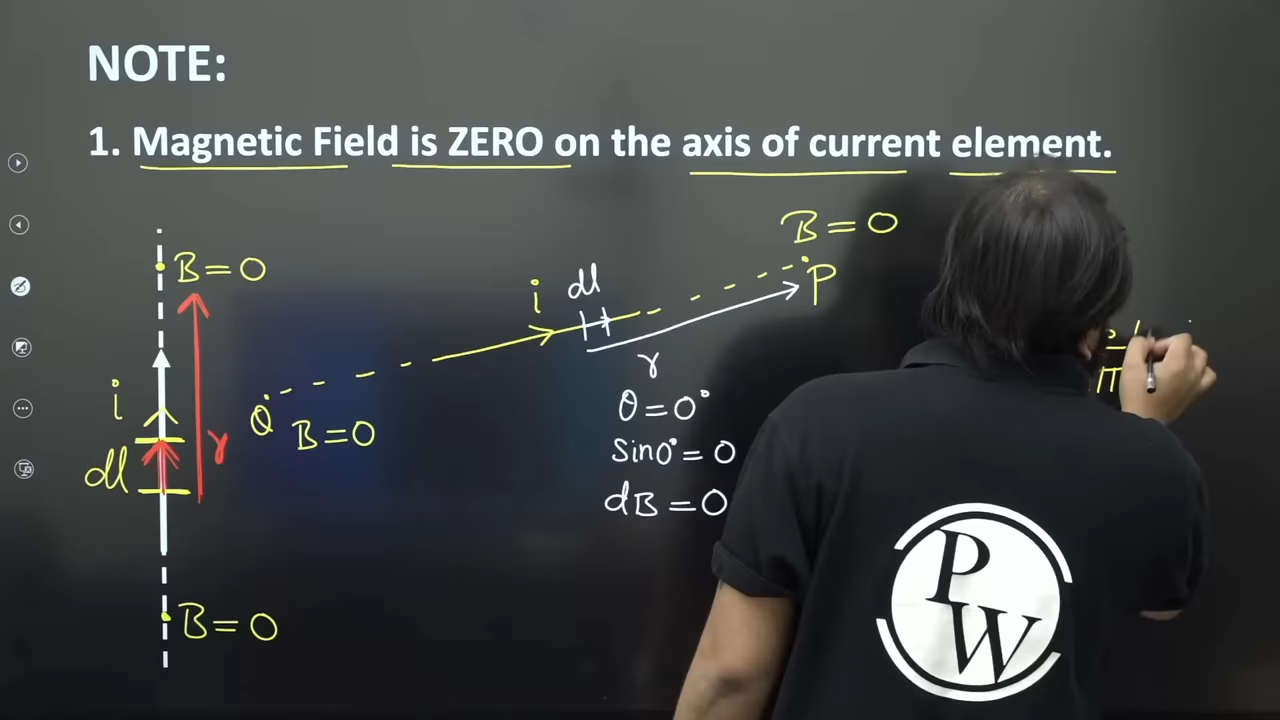 NOTE:
1. Magnetic Field is ZERO on the axis of current element.
B = 0
i
dl
r
B = 0
Q
B = 0
i
dl
r
B = 0
P
θ = 0°
sin0° = 0
dB = 0
PW